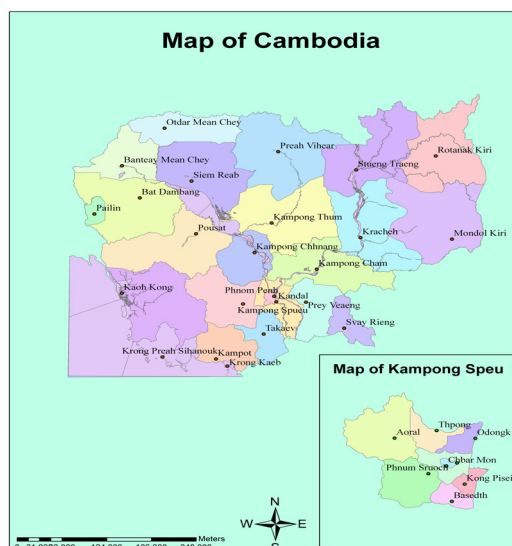 Map of Cambodia
Otdar Mean Chey
Preah Vihear
Rotanak Kiri
Stoeng Traeng
Banteay Mean Chey
Siem Reab
Bat Dambang
Pailin
Kampong Thum
Pousat
Kracheh
Mondol Kiri
Kampong Chhnang
Kampong Cham
Kaoh Kong
Phnom Penh
Kandal
Prey Veaeng
Kampong Spueu
Svay Rieng
Takaev
Krong Preah Sihanouk
Kampot
Krong Kaeb
Map of Kampong Speu
Thpong
Aoral
Odongk
Chbar Mon
Phnum Sruoch
Kong Pisei
Basedth
N
W
E
S
Meters